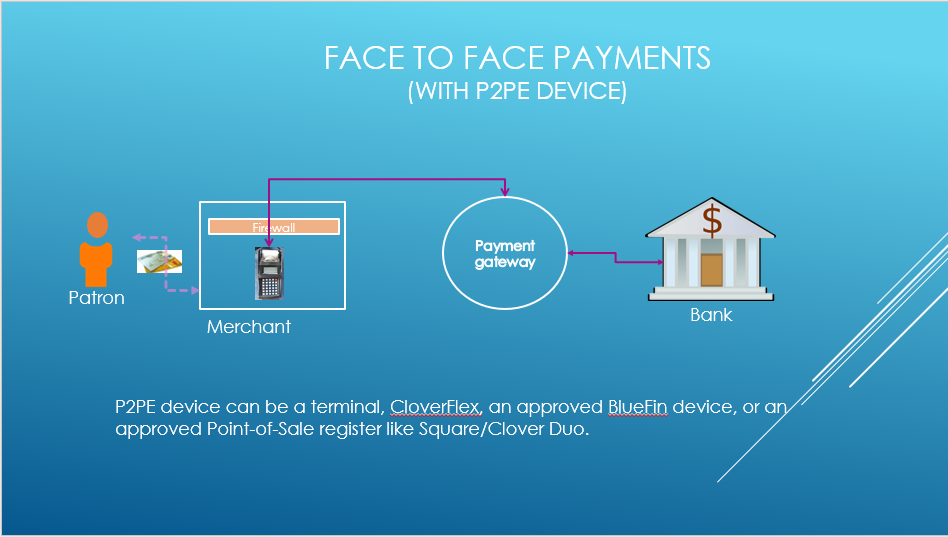 FACE TO FACE PAYMENTS
(WITH P2PE DEVICE)
$
Firewall
Payment
gateway
Patron
Merchant
Bank
P2PE device can be a terminal, CloverFlex, an approved BlueFin device, or an
approved Point-of-Sale register like Square/Clover Duo.